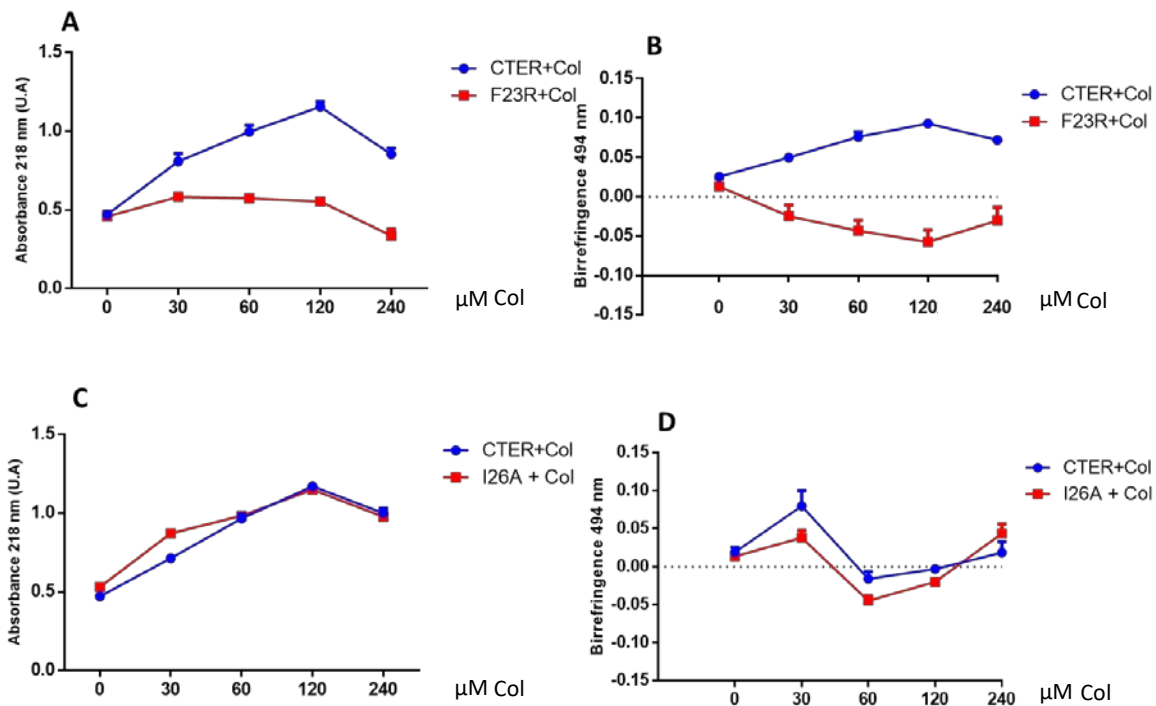 A
Absorbance 218 nm (U.A)
1.5
1.0
0.5
0.0
0 30 60 120 240
μM Col
CTER+Col
F23R+Col
B
Birrefringence 494 nm
0.15
0.10
0.05
0.00
-0.05
-0.10
-0.15
0 30 60 120 240
μM Col
CTER+Col
F23R+Col
C
Absorbance 218 nm (U.A)
1.5
1.0
0.5
0.0
0 30 60 120 240
μM Col
CTER+Col
I26A + Col
D
Birrefringence 494 nm
0.15
0.10
0.05
0.00
-0.05
-0.10
-0.15
0 30 60 120 240
μM Col
CTER+Col
I26A + Col